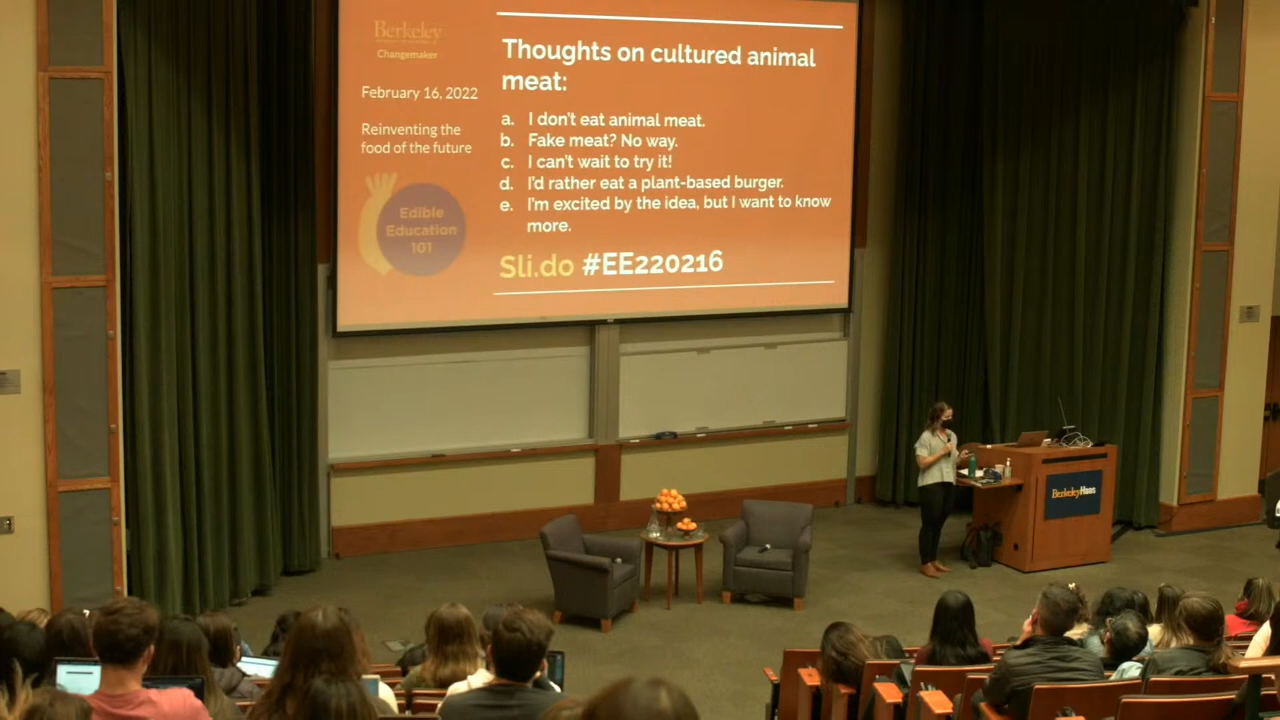 Berkeley
Changemaker
February 16, 2022
Reinventing the
food of the future
Edible
Education
101
Thoughts on cultured animal
meat:
a. I don't eat animal meat.
b. Fake meat? No way.
c. I can't wait to try it!
d. I'd rather eat a plant-based burger.
e. I'm excited by the idea, but I want to know
more.
Sli.do #EE220216
BerkeleyHaas